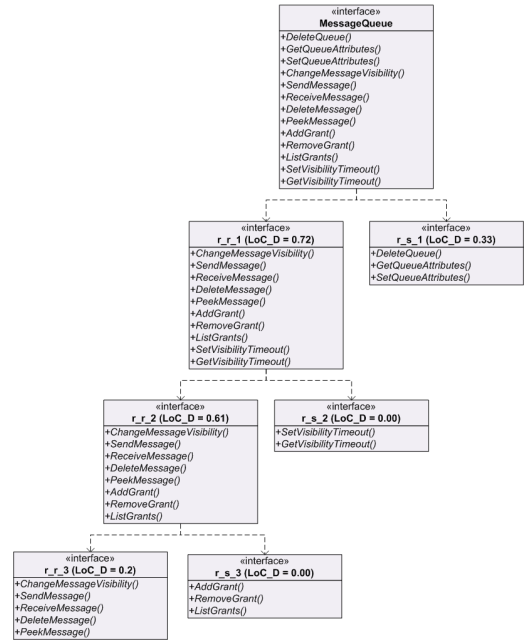 «interface»
MessageQueue
+DeleteQueue()
+GetQueueAttributes()
+SetQueueAttributes()
+ChangeMessageVisibility()
+SendMessage()
+ReceiveMessage()
+DeleteMessage()
+PeekMessage()
+AddGrant()
+RemoveGrant()
+ListGrants()
+SetVisibilityTimeout()
+GetVisibilityTimeout()
«interface»
r_r_1 (LoC_D = 0.72)
+ChangeMessageVisibility()
+SendMessage()
+ReceiveMessage()
+DeleteMessage()
+PeekMessage()
+AddGrant()
+RemoveGrant()
+ListGrants()
+SetVisibilityTimeout()
+GetVisibilityTimeout()
«interface»
r_s_1 (LoC_D = 0.33)
+DeleteQueue()
+GetQueueAttributes()
+SetQueueAttributes()
«interface»
r_r_2 (LoC_D = 0.61)
+ChangeMessageVisibility()
+SendMessage()
+ReceiveMessage()
+DeleteMessage()
+PeekMessage()
+AddGrant()
+RemoveGrant()
+ListGrants()
«interface»
r_s_2 (LoC_D = 0.00)
+SetVisibilityTimeout()
+GetVisibilityTimeout()
«interface»
r_r_3 (LoC_D = 0.2)
+ChangeMessageVisibility()
+SendMessage()
+ReceiveMessage()
+DeleteMessage()
+PeekMessage()
«interface»
r_s_3 (LoC_D = 0.00)
+AddGrant()
+RemoveGrant()
+ListGrants()